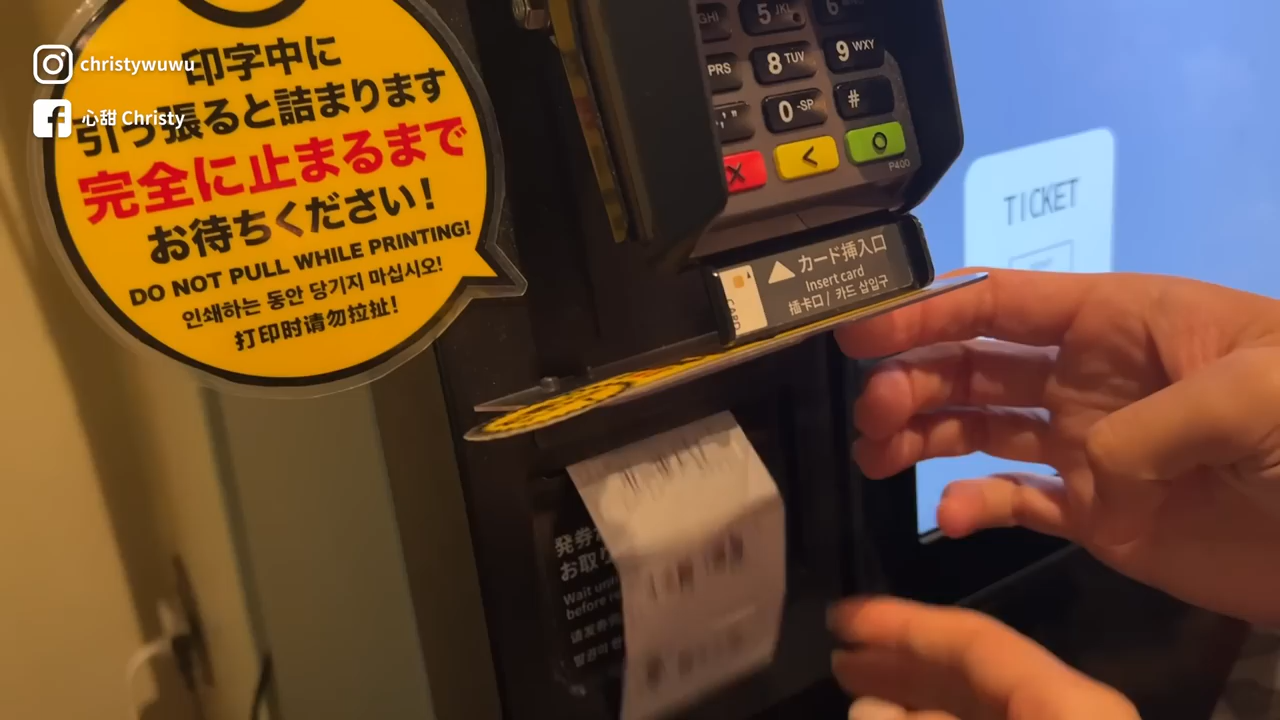 christywuwu
心甜 Christy
印字中に
引っ張ると詰まります
完全に止まるまで
お待ちください!
DO NOT PULL WHILE PRINTING!
인쇄하는 동안 당기지 마십시오!
打印时请勿拉扯!
GHI
5 JKL
6
PRS
8 TUV
9 WXY
,'"
0 -SP
#
P400
カード挿入口
Insert card
插卡口 / 카드 삽입구
CARD
TICKET
発券
お取り
Wait
before